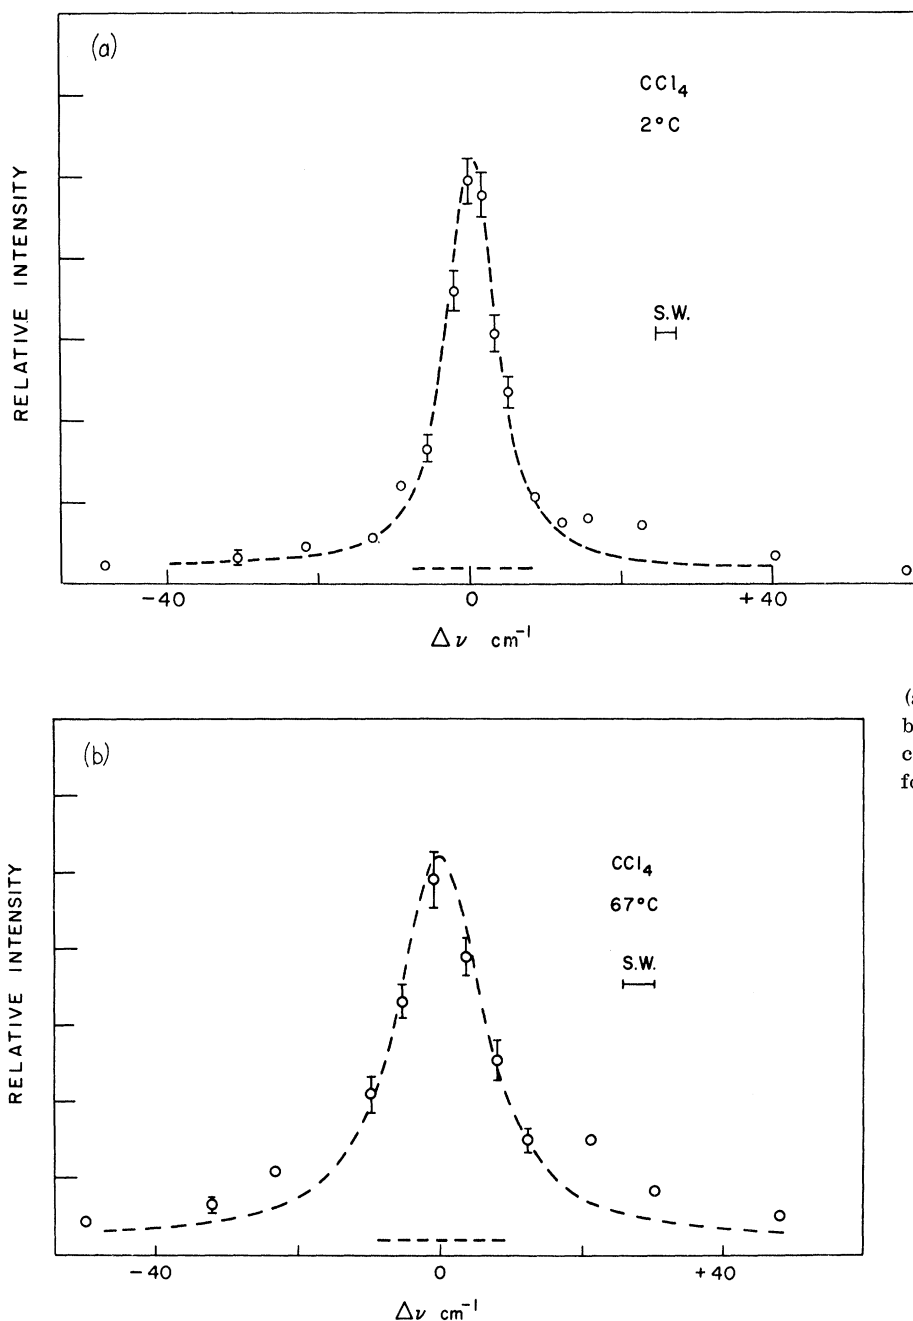 (a)
CCl₄
2°C
S.W.
RELATIVE INTENSITY
−40 0 +40
Δν cm⁻¹
(b)
CCl₄
67°C
S.W.
RELATIVE INTENSITY
−40 0 +40
Δν cm⁻¹
b
c